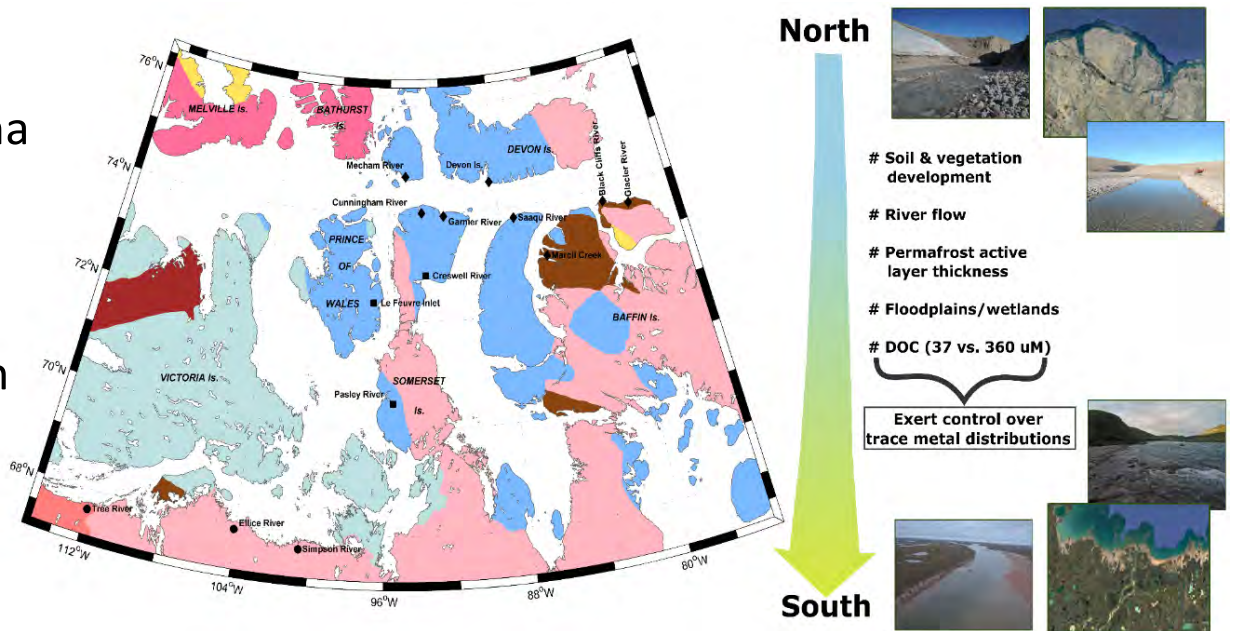 na
n
76°N
74°N
72°N
70°N
68°N
112°W
104°W
96°W
88°W
80°W
MELVILLE Is.
BATHURST
Is.
DEVON Is.
Mecham River
Devon Is.
Black Cliffs River
Glacier River
Cunningham River
Garnier River
Saaqu River
PRINCE
OF
WALES
Marcil Creek
Creswell River
Le Feuvre Inlet
BAFFIN Is.
VICTORIA Is.
SOMERSET
Is.
Pasley River
Tree River
Ellice River
Simpson River
North
# Soil & vegetation
development
# River flow
# Permafrost active
layer thickness
# Floodplains/wetlands
# DOC (37 vs. 360 uM)
Exert control over
trace metal distributions
South